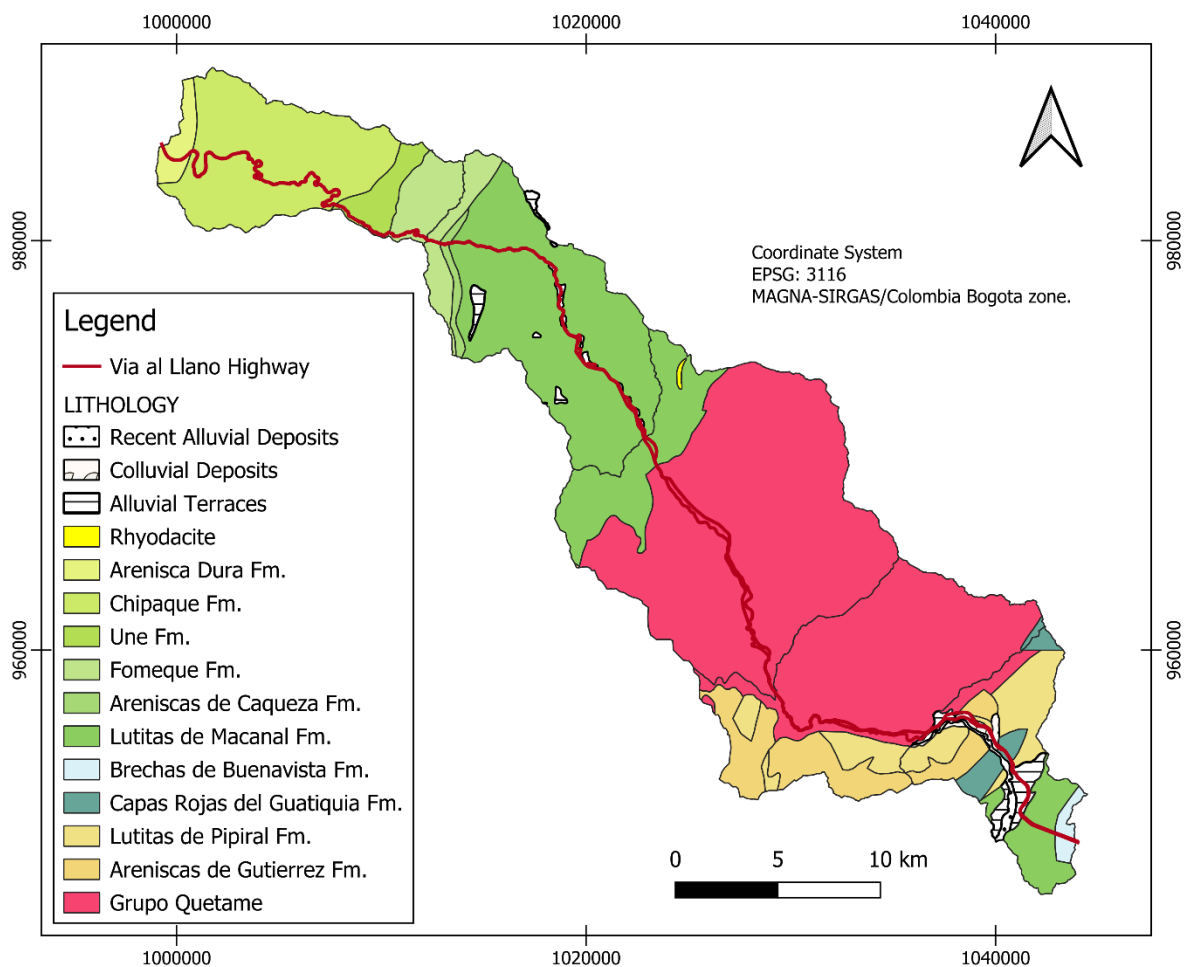 1000000 1020000 1040000
980000 980000
Coordinate System
EPSG: 3116
MAGNA-SIRGAS/Colombia Bogota zone.
Legend
Via al Llano Highway
LITHOLOGY
Recent Alluvial Deposits
Colluvial Deposits
Alluvial Terraces
Rhyodacite
Arenisca Dura Fm.
Chipaque Fm.
Une Fm.
Fomeque Fm.
Areniscas de Caqueza Fm.
Lutitas de Macanal Fm.
Brechas de Buenavista Fm.
Capas Rojas del Guatiquia Fm.
Lutitas de Pipiral Fm.
Areniscas de Gutierrez Fm.
Grupo Quetame
960000 960000
0 5 10 km
1000000 1020000 1040000